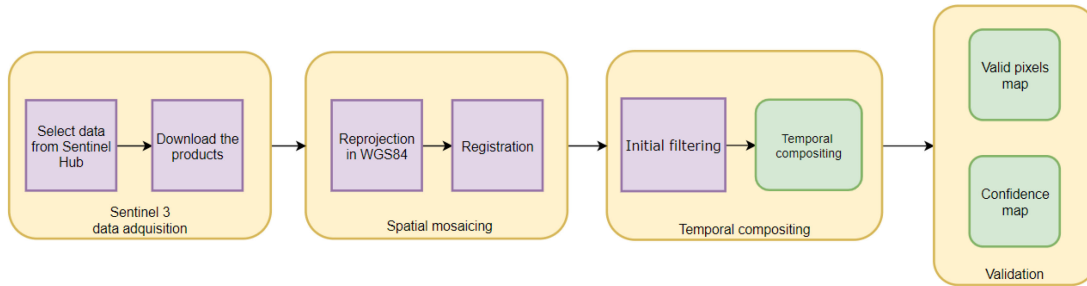 Select data
from Sentinel
Hub
Download the
products
Sentinel 3
data adquisition
Reprojection
in WGS84
Registration
Spatial mosaicing
Initial filtering
Temporal
compositing
Temporal compositing
Valid pixels
map
Confidence
map
Validation